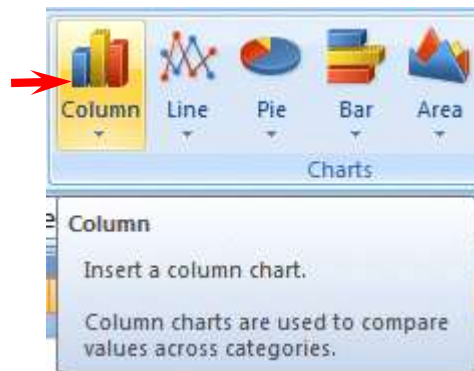 Column Line Pie Bar Area
Charts
Column
Insert a column chart.
Column charts are used to compare
values across categories.